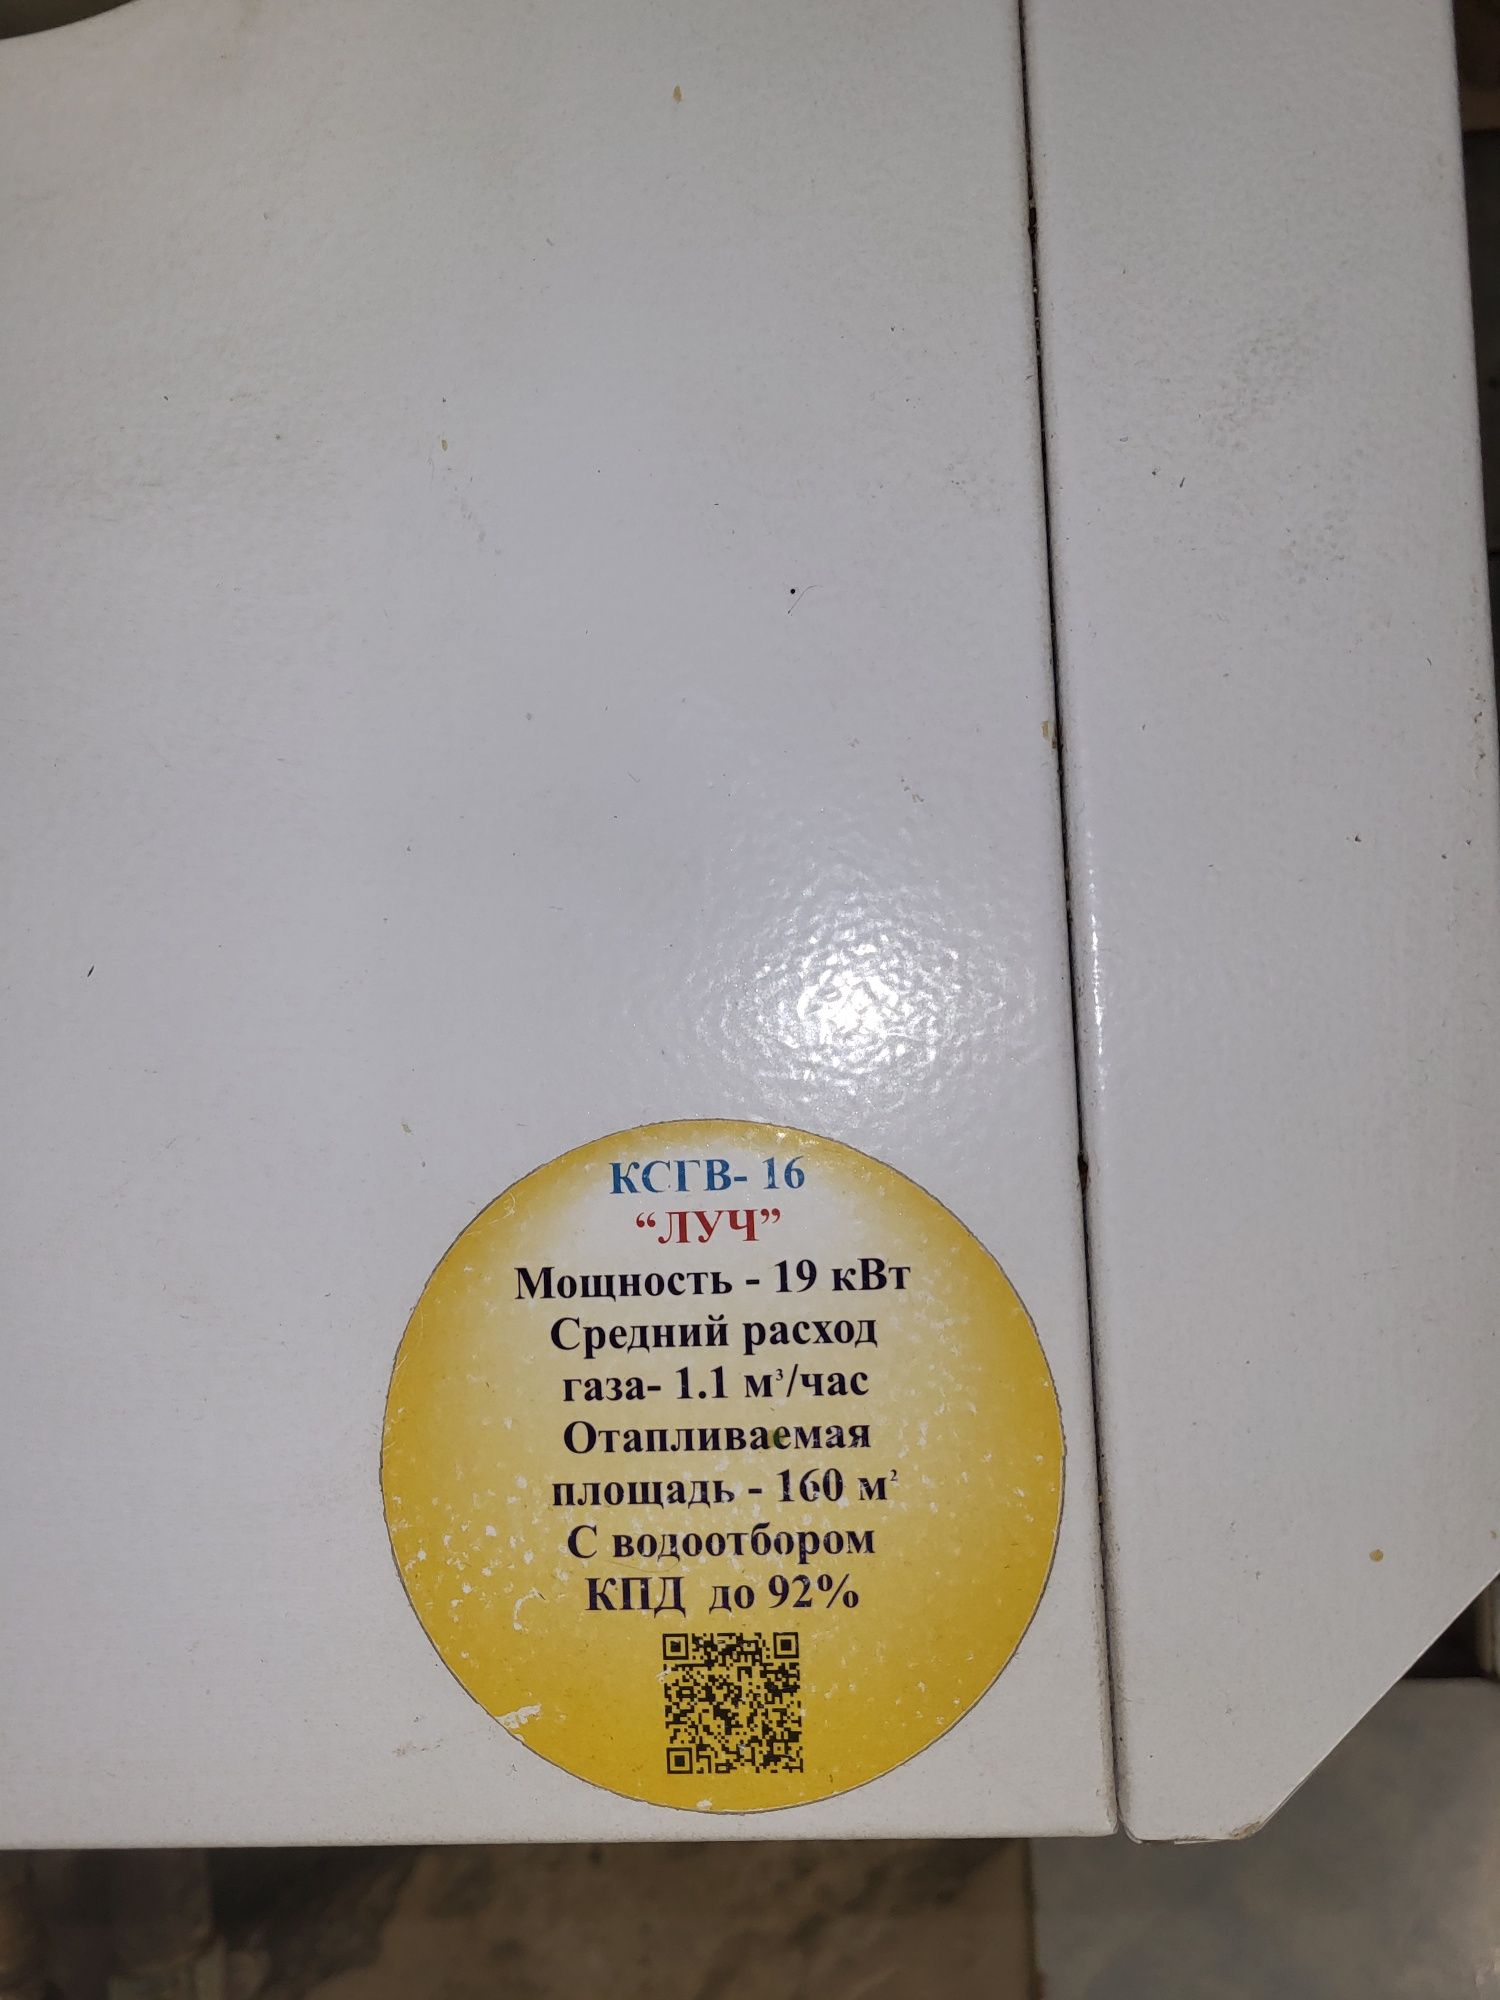 КСГВ- 16
“ЛУЧ”
Мощность - 19 кВт
Средний расход
газа- 1.1 м³/час
Отапливаемая
площадь - 160 м²
С водоотбором
КПД до 92%